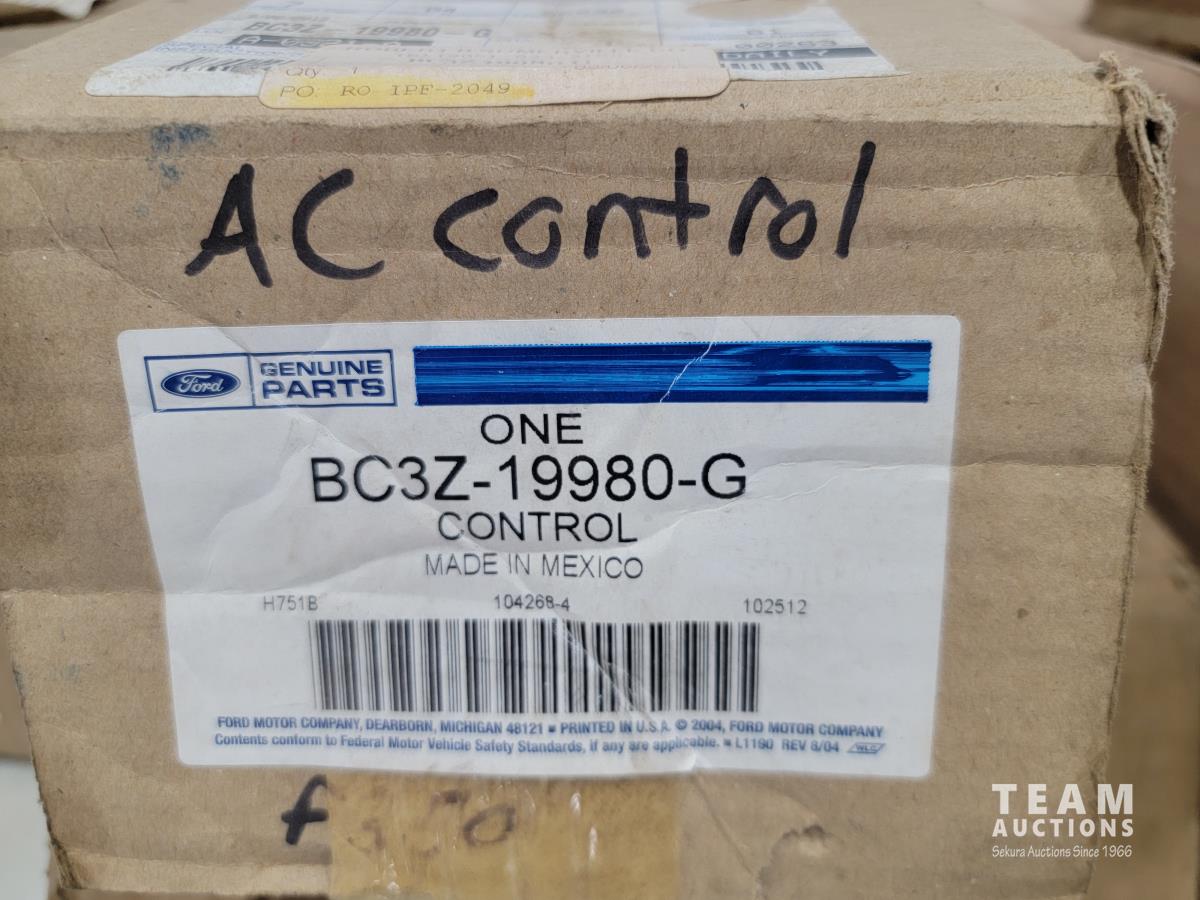 BC3Z 19980 G
Qty 1
PO: RO IPF-2049
AC control
Ford GENUINE PARTS
ONE
BC3Z-19980-G
CONTROL
MADE IN MEXICO
H751B 104268-4 102512
FORD MOTOR COMPANY, DEARBORN, MICHIGAN 48121 ▪ PRINTED IN U.S.A. © 2004, FORD MOTOR COMPANY
Contents conform to Federal Motor Vehicle Safety Standards, if any are applicable. ▪ L1190 REV 8/04 WLC
TEAM
AUCTIONS
Sekura Auctions Since 1966